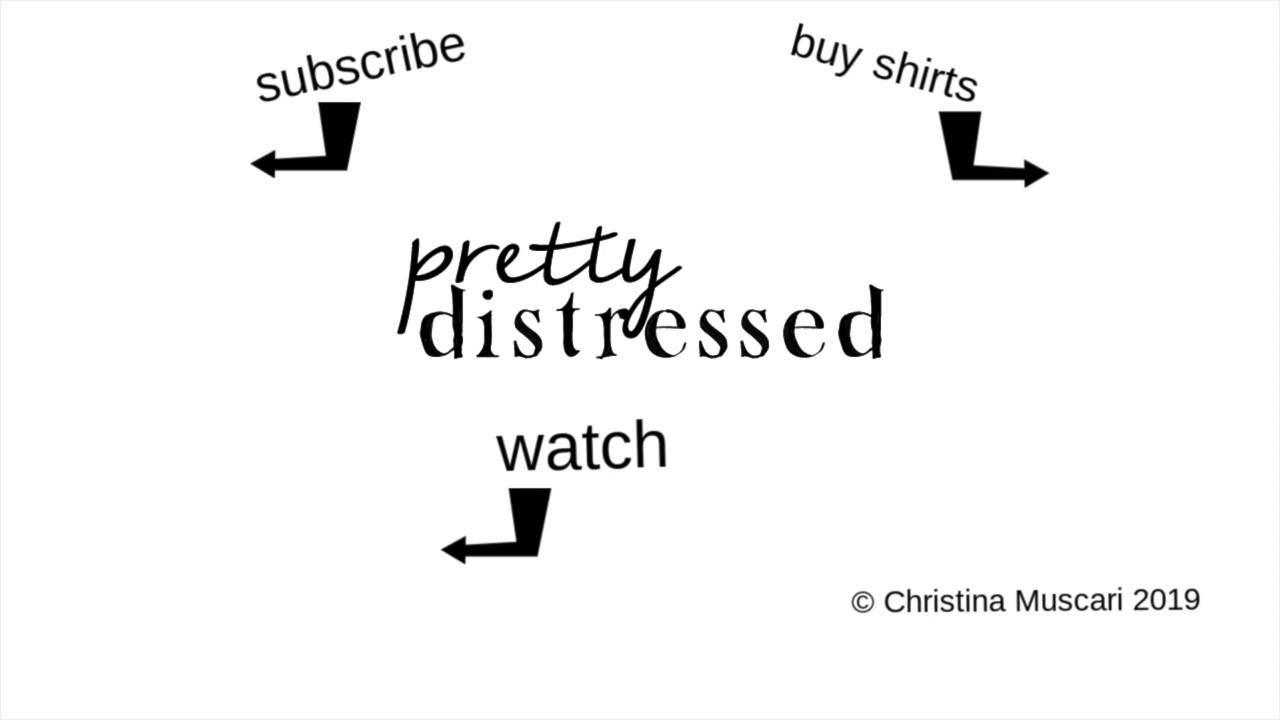 subscribe
buy shirts
pretty
distressed
watch
© Christina Muscari 2019